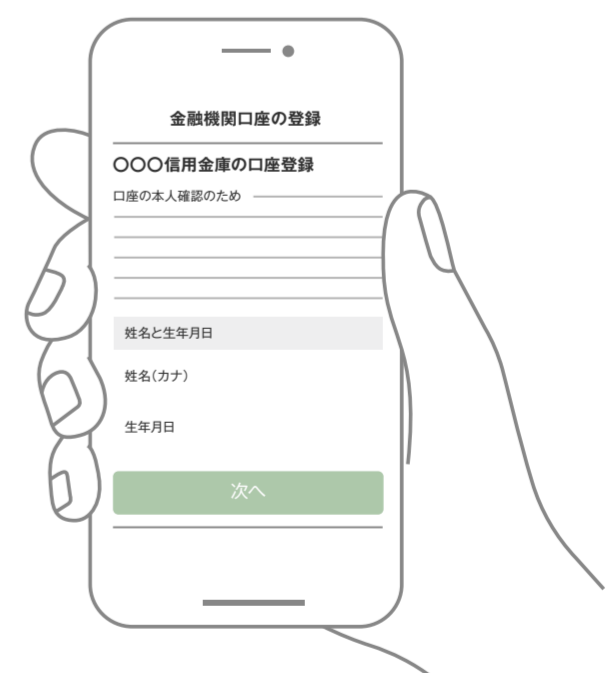 金融機関口座の登録
〇〇〇信用金庫の口座登録
口座の本人確認のため
姓名と生年月日
姓名(カナ)
生年月日
次へ